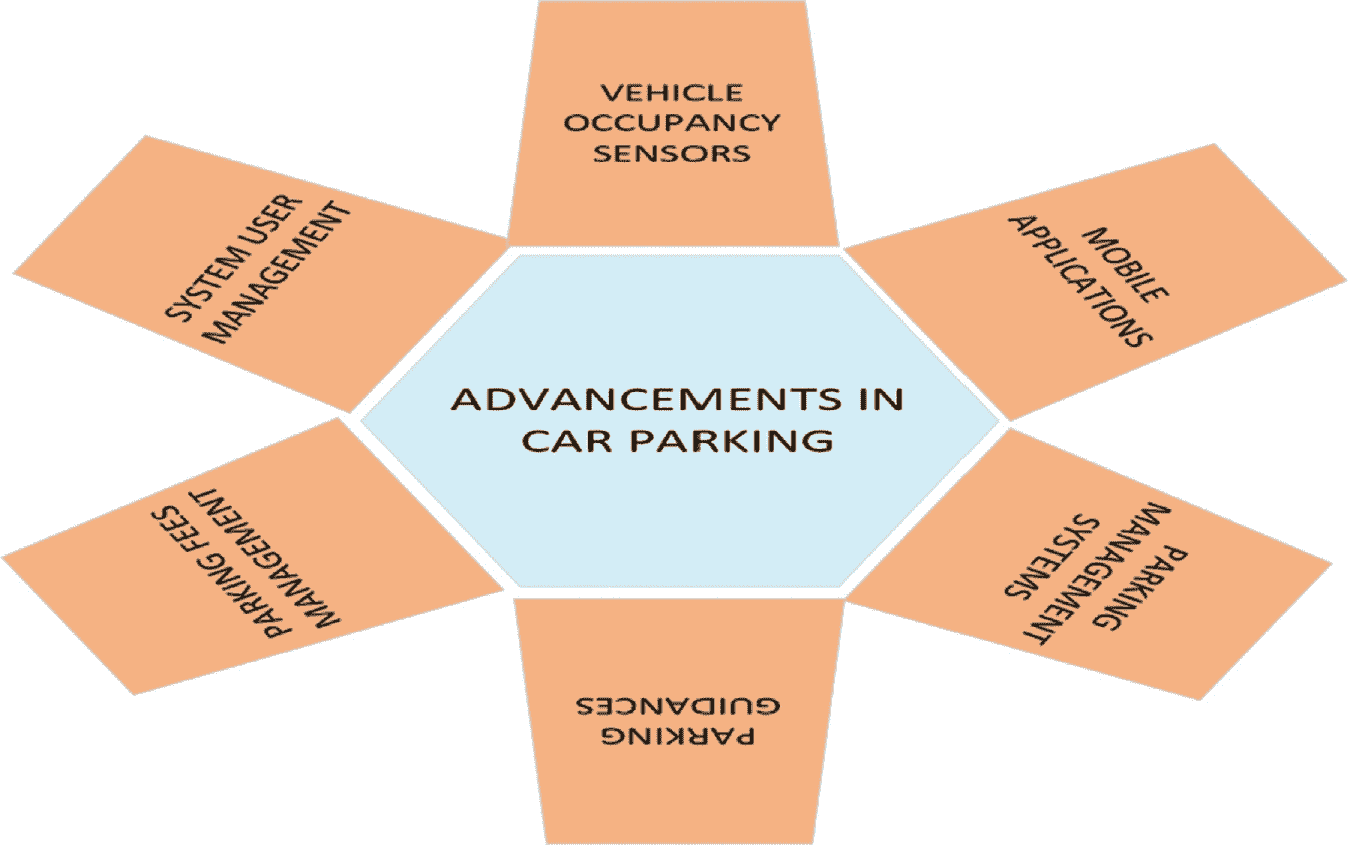 VEHICLE
OCCUPANCY
SENSORS
MOBILE
APPLICATIONS
PARKING
MANAGEMENT
SYSTEMS
PARKING
GUIDANCES
PARKING FEES
MANAGEMENT
SYSTEM USER
MANAGEMENT
ADVANCEMENTS IN
CAR PARKING